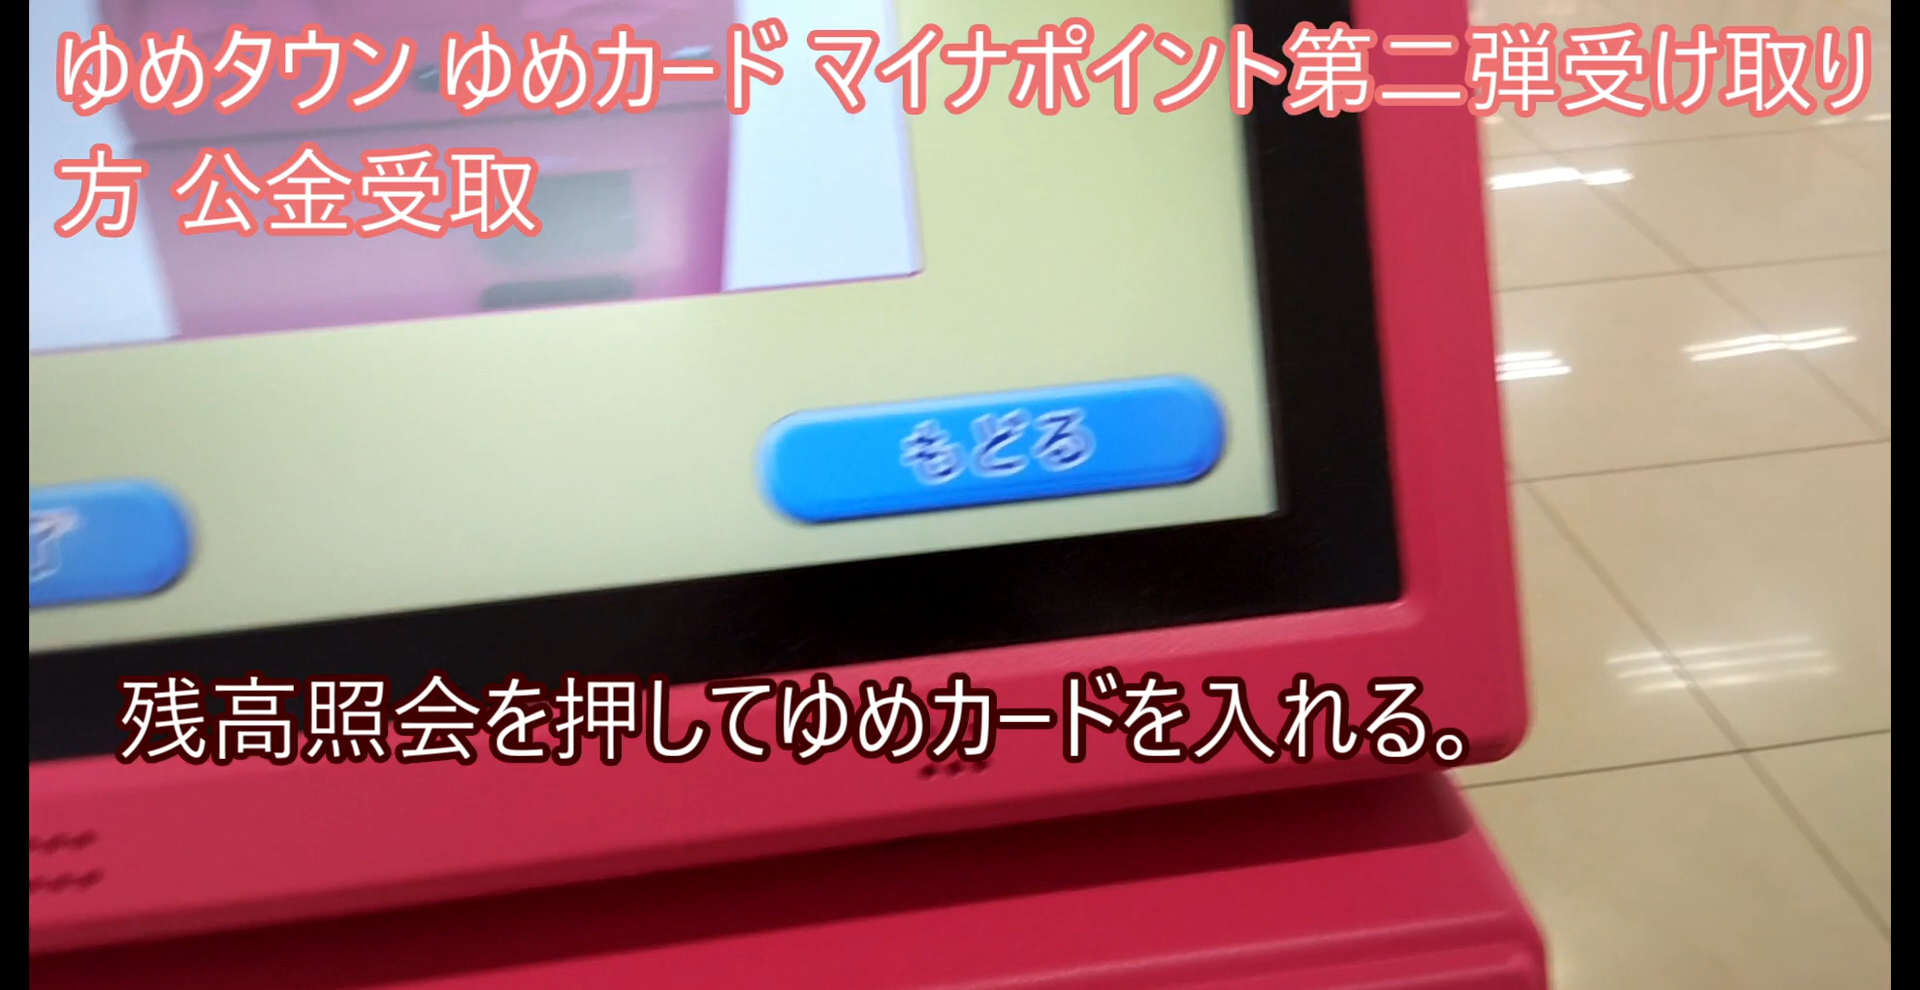 ゆめタウン ゆめカード マイナポイント第二弾受け取り
方 公金受取
もどる
了
残高照会を押してゆめカードを入れる。